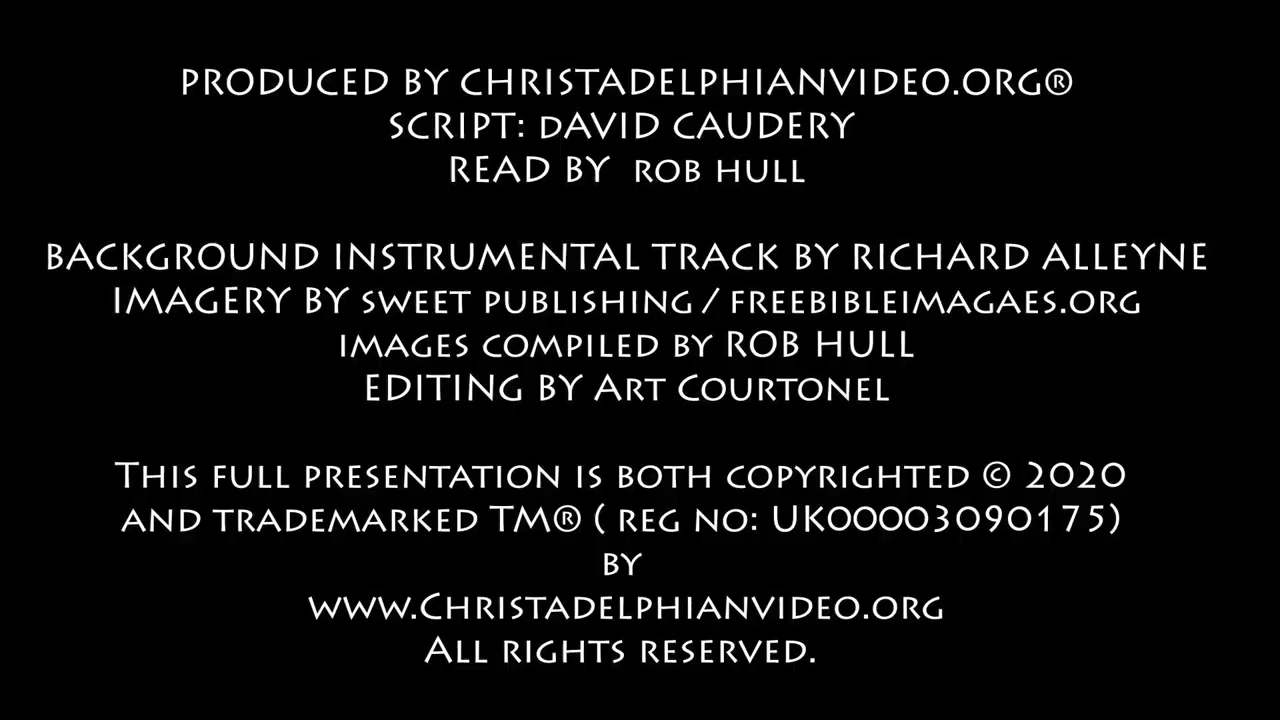 PRODUCED BY CHRISTADELPHIANVIDEO.ORG®
SCRIPT: DAVID CAUDERY
READ BY ROB HULL
BACKGROUND INSTRUMENTAL TRACK BY RICHARD ALLEYNE
IMAGERY BY SWEET PUBLISHING / FREEBIBLEIMAGAES.ORG
IMAGES COMPILED BY ROB HULL
EDITING BY ART COURTONEL
THIS FULL PRESENTATION IS BOTH COPYRIGHTED © 2020
AND TRADEMARKED TM® ( REG NO: UK00003090175)
BY
WWW.CHRISTADELPHIANVIDEO.ORG
ALL RIGHTS RESERVED.